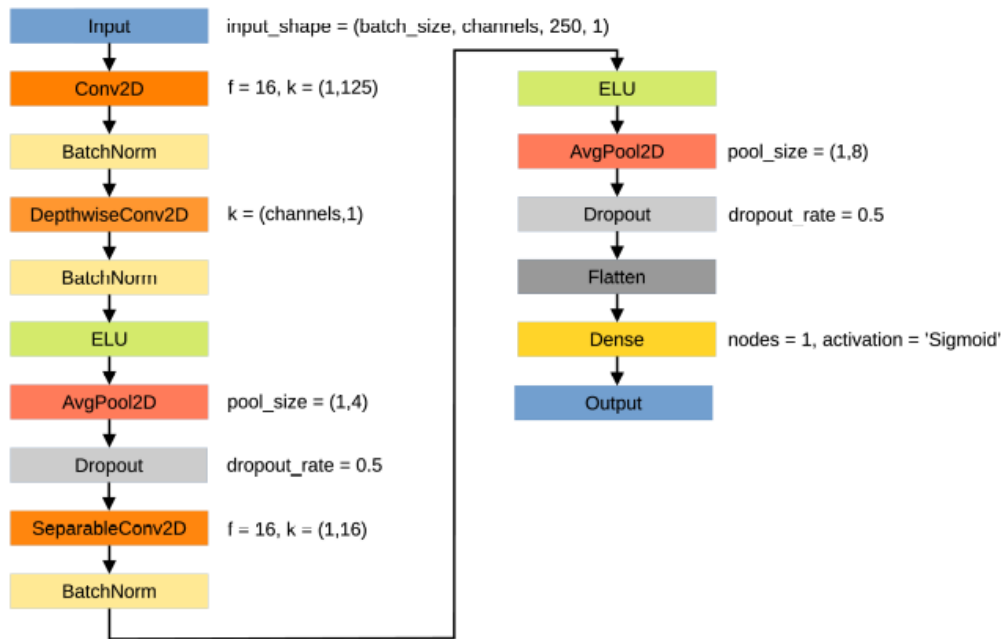 Input input_shape = (batch_size, channels, 250, 1)
Conv2D f = 16, k = (1,125)
BatchNorm
DepthwiseConv2D k = (channels,1)
BatchNorm
ELU
AvgPool2D pool_size = (1,4)
Dropout dropout_rate = 0.5
SeparableConv2D f = 16, k = (1,16)
BatchNorm
ELU
AvgPool2D pool_size = (1,8)
Dropout dropout_rate = 0.5
Flatten
Dense nodes = 1, activation = 'Sigmoid'
Output